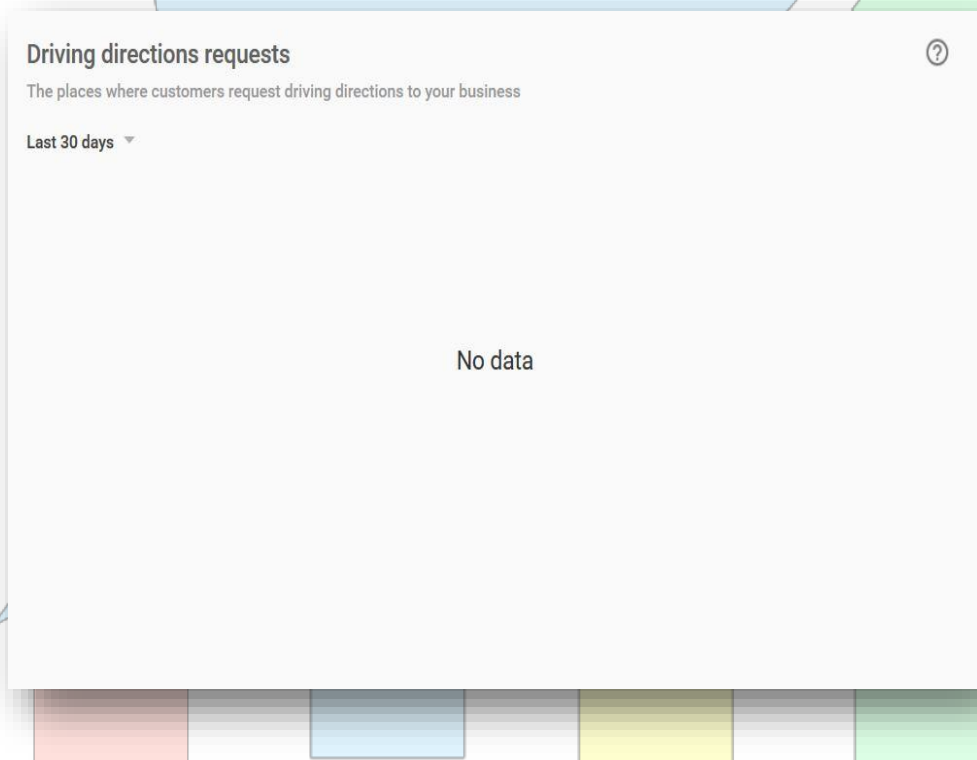 Driving directions requests
The places where customers request driving directions to your business
Last 30 days
No data